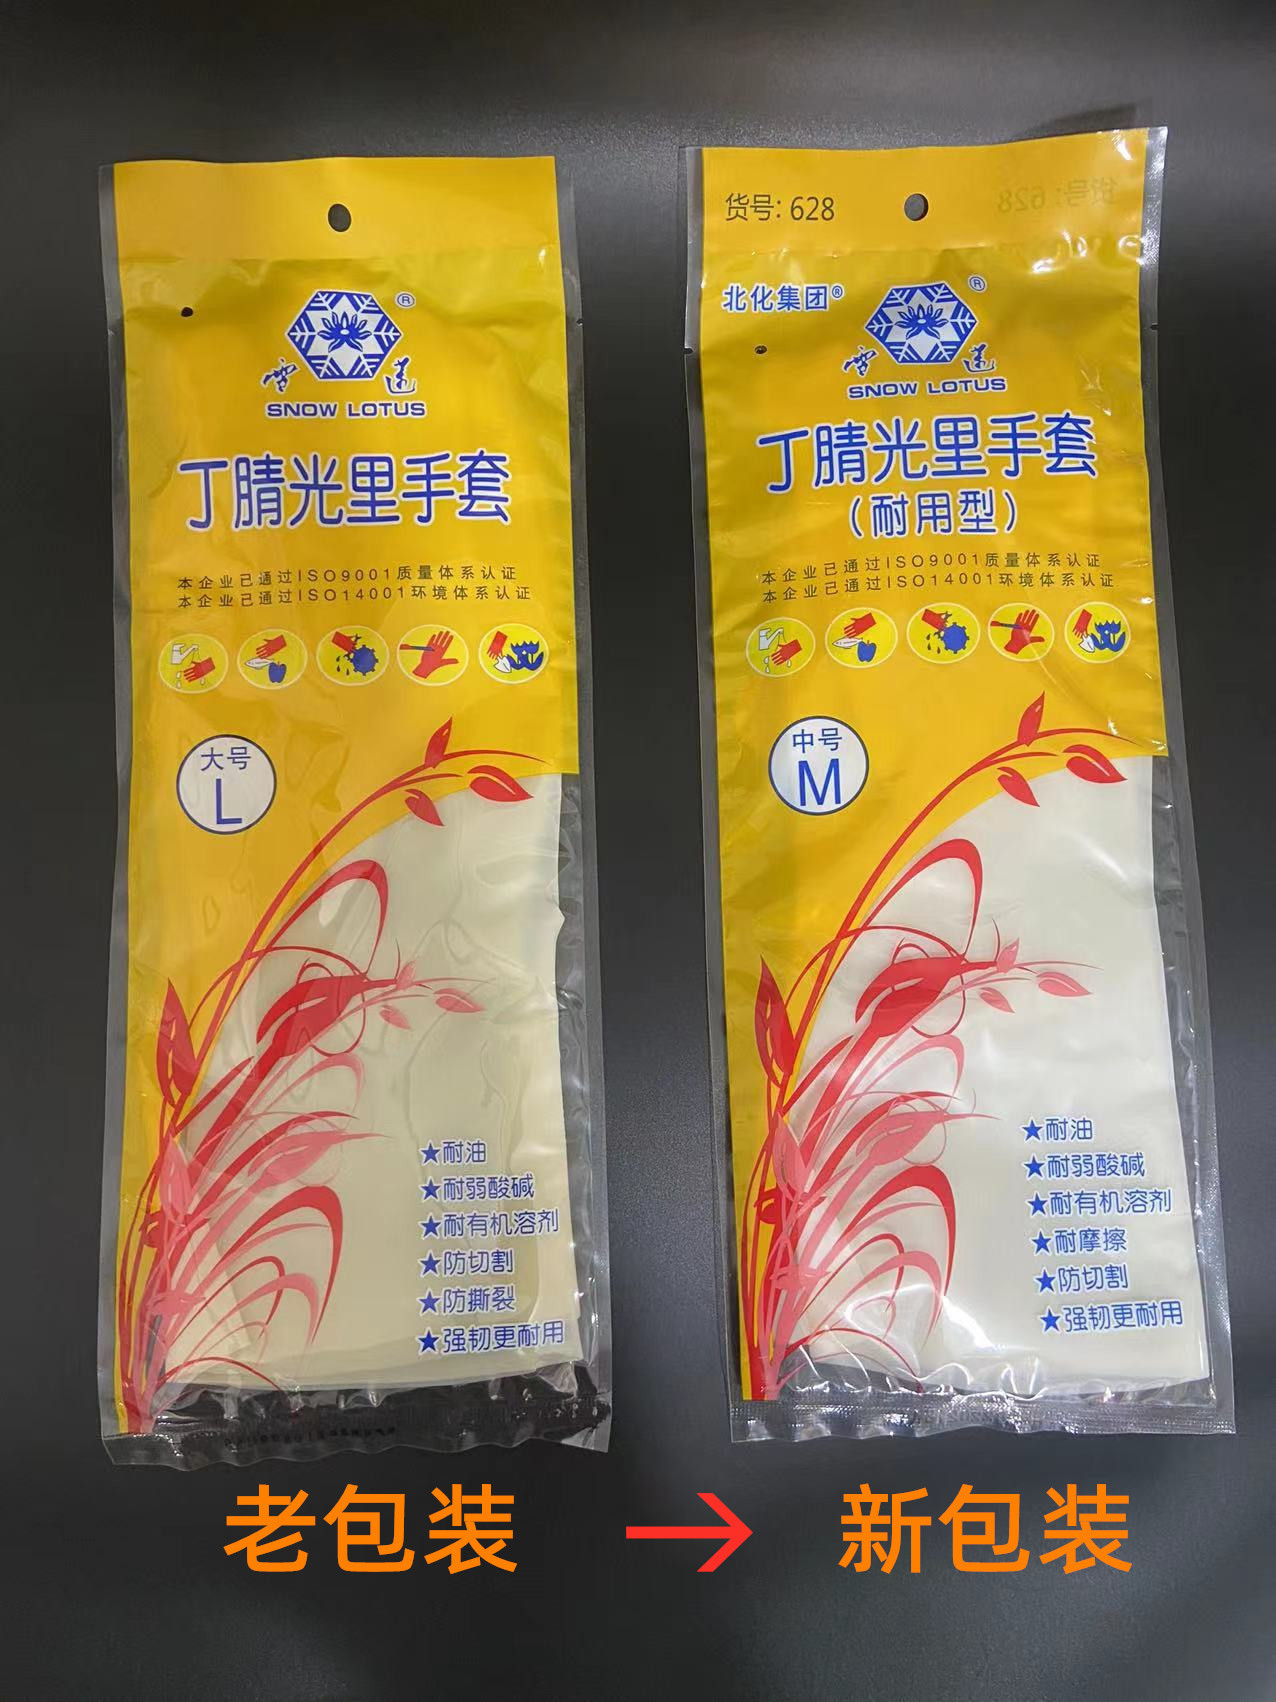 ®
雪莲
SNOW LOTUS
丁腈光里手套
本企业已通过ISO9001质量体系认证
本企业已通过ISO14001环境体系认证
大号
L
★耐油
★耐弱酸碱
★耐有机溶剂
★防切割
★防撕裂
★强韧更耐用
老包装
→
货号: 628
北化集团®
®
雪莲
SNOW LOTUS
丁腈光里手套
(耐用型)
本企业已通过ISO9001质量体系认证
本企业已通过ISO14001环境体系认证
中号
M
★耐油
★耐弱酸碱
★耐有机溶剂
★耐摩擦
★防切割
★强韧更耐用
新包装